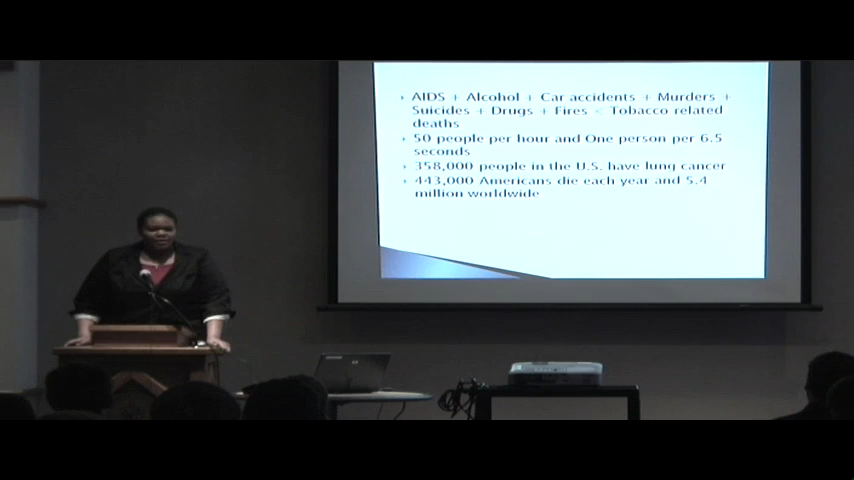 AIDS + Alcohol + Car accidents + Murders +
Suicides + Drugs + Fires < Tobacco related
deaths
50 people per hour and One person per 6.5
seconds
358,000 people in the U.S. have lung cancer
443,000 Americans die each year and 5.4
million worldwide